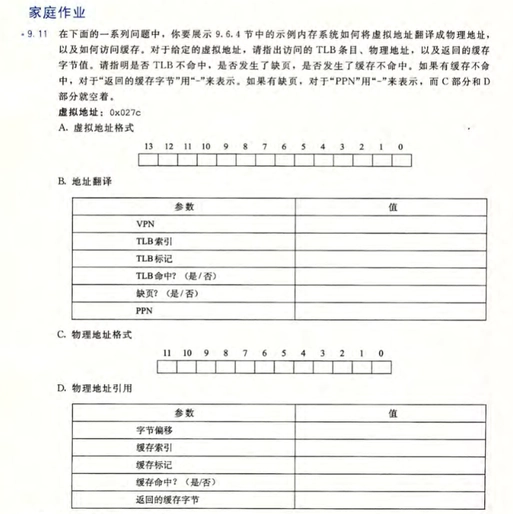 家庭作业
9.11 在下面的一系列问题中，你要展示 9.6.4 节中的示例内存系统如何将虚拟地址翻译成物理地址，
以及如何访问缓存。对于给定的虚拟地址，请指出访问的 TLB 条目、物理地址，以及返回的缓存
字节值。请指明是否 TLB 不命中，是否发生了缺页，是否发生了缓存不命中。如果有缓存不命
中，对于“返回的缓存字节”用“-”来表示。如果有缺页，对于“PPN”用“-”来表示，而 C 部分和 D
部分就空着。
虚拟地址：0x027c
A. 虚拟地址格式
13 12 11 10 9 8 7 6 5 4 3 2 1 0
B. 地址翻译
参数 值
VPN
TLB索引
TLB标记
TLB命中？（是/否）
缺页？（是/否）
PPN
C. 物理地址格式
11 10 9 8 7 6 5 4 3 2 1 0
D. 物理地址引用
参数 值
字节偏移
缓存索引
缓存标记
缓存命中？（是/否）
返回的缓存字节